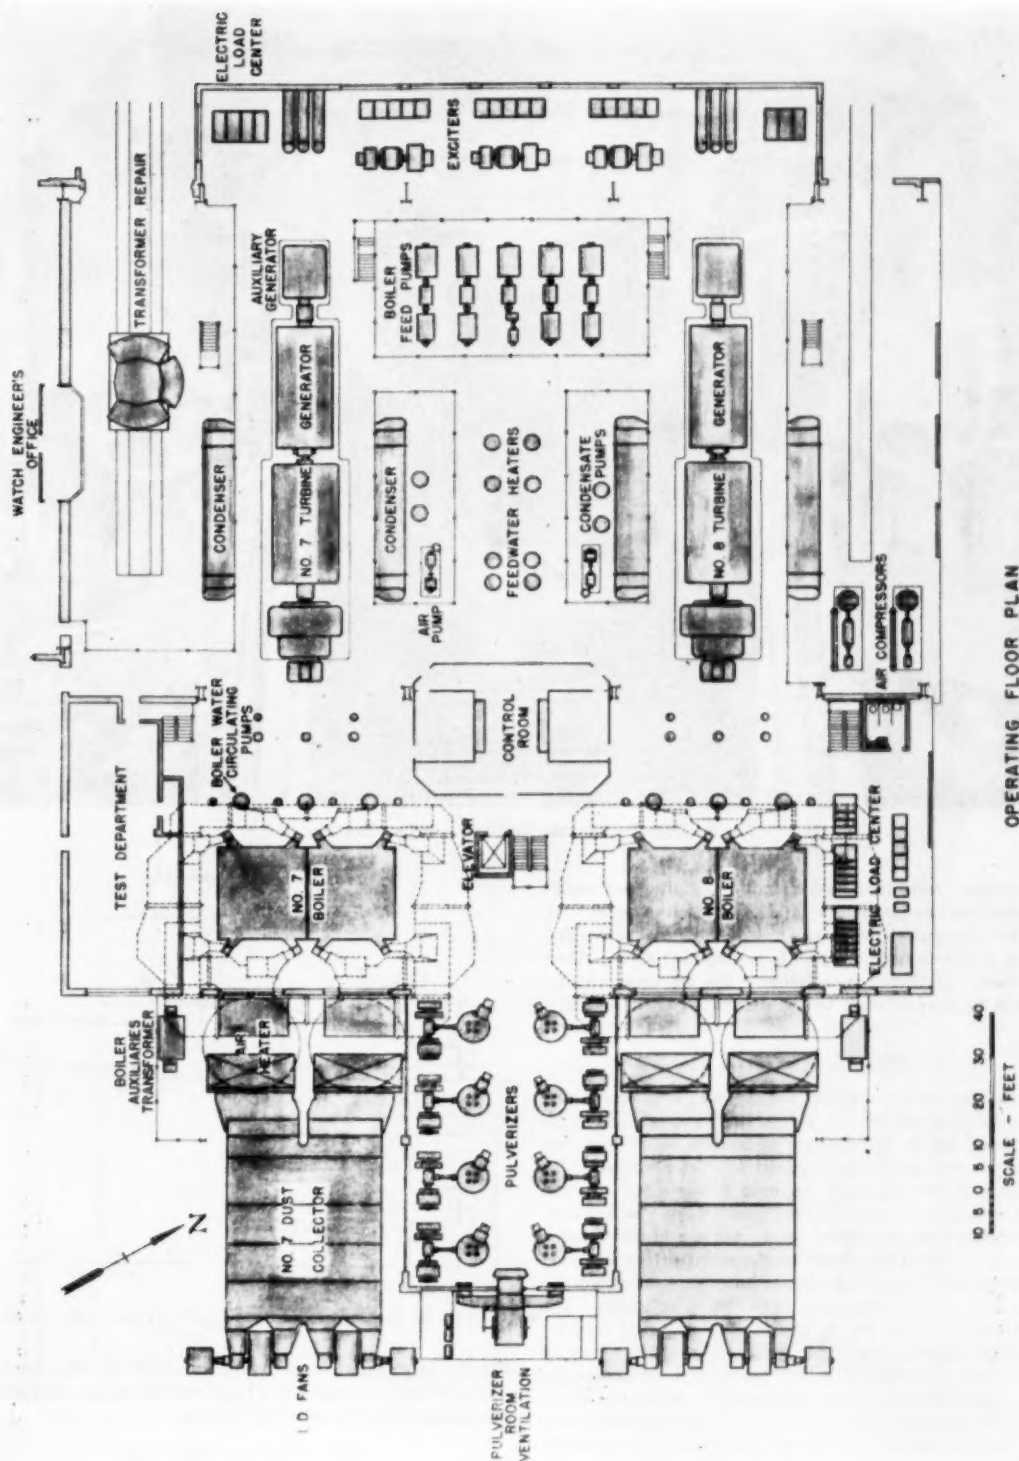 ELECTRIC
LOAD
CENTER
TRANSFORMER REPAIR
WATCH ENGINEER'S
OFFICE
EXCITERS
AUXILIARY
GENERATOR
BOILER
FEED PUMPS
GENERATOR
GENERATOR
CONDENSER
NO. 7 TURBINE
CONDENSER
AIR
PUMP
FEEDWATER HEATERS
CONDENSATE
PUMPS
NO. 8 TURBINE
AIR COMPRESSORS
CONTROL
ROOM
BOILER WATER
CIRCULATING
PUMPS
TEST DEPARTMENT
NO. 7
BOILER
ELEVATOR
NO. 8
BOILER
ELECTRIC LOAD CENTER
BOILER
AUXILIARIES
TRANSFORMER
AIR
HEATER
PULVERIZERS
NO. 7 DUST
COLLECTOR
N
I D FANS
PULVERIZER
ROOM
VENTILATION
OPERATING FLOOR PLAN
10 5 0 5 10 20 30 40
SCALE - FEET